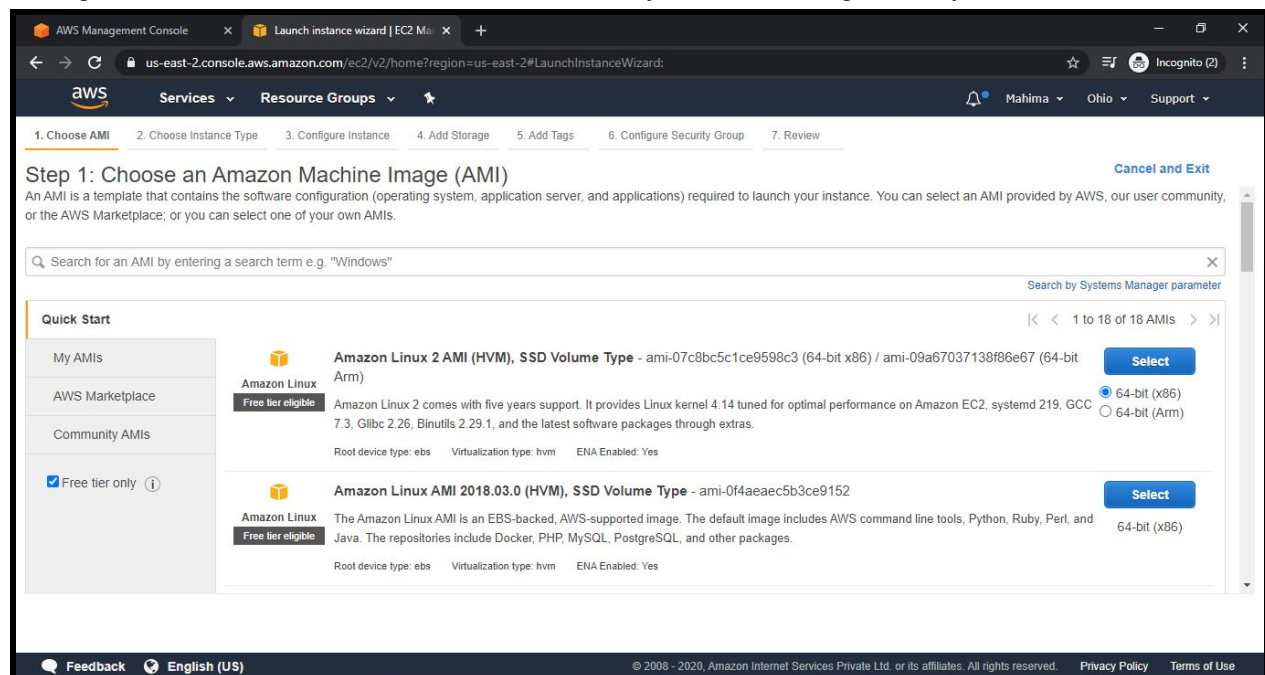 AWS Management Console
Launch instance wizard | EC2 Ma
us-east-2.console.aws.amazon.com/ec2/v2/home?region=us-east-2#LaunchInstanceWizard:
Incognito (2)
aws
Services
Resource Groups
Mahima
Ohio
Support
1. Choose AMI
2. Choose Instance Type
3. Configure Instance
4. Add Storage
5. Add Tags
6. Configure Security Group
7. Review
Step 1: Choose an Amazon Machine Image (AMI)
Cancel and Exit
An AMI is a template that contains the software configuration (operating system, application server, and applications) required to launch your instance. You can select an AMI provided by AWS, our user community,
or the AWS Marketplace; or you can select one of your own AMIs.
Search for an AMI by entering a search term e.g. "Windows"
Search by Systems Manager parameter
Quick Start
1 to 18 of 18 AMIs
My AMIs
AWS Marketplace
Community AMIs
Free tier only
Amazon Linux
Free tier eligible
Amazon Linux 2 AMI (HVM), SSD Volume Type - ami-07c8bc5c1ce9598c3 (64-bit x86) / ami-09a67037138f86e67 (64-bit
Arm)
Amazon Linux 2 comes with five years support. It provides Linux kernel 4.14 tuned for optimal performance on Amazon EC2, systemd 219, GCC
7.3, Glibc 2.26, Binutils 2.29.1, and the latest software packages through extras.
Root device type: ebs Virtualization type: hvm ENA Enabled: Yes
Select
64-bit (x86)
64-bit (Arm)
Amazon Linux
Free tier eligible
Amazon Linux AMI 2018.03.0 (HVM), SSD Volume Type - ami-0f4aeaec5b3ce9152
The Amazon Linux AMI is an EBS-backed, AWS-supported image. The default image includes AWS command line tools, Python, Ruby, Perl, and
Java. The repositories include Docker, PHP, MySQL, PostgreSQL, and other packages.
Root device type: ebs Virtualization type: hvm ENA Enabled: Yes
Select
64-bit (x86)
Feedback
English (US)
© 2008 - 2020, Amazon Internet Services Private Ltd. or its affiliates. All rights reserved.
Privacy Policy
Terms of Use